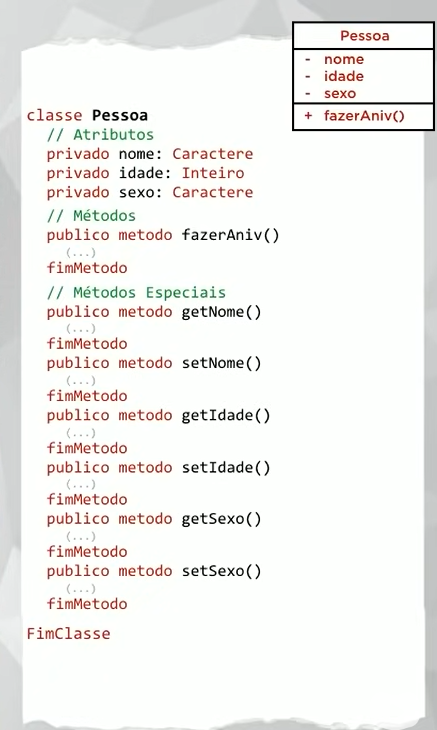 Pessoa
- nome
- idade
- sexo
+ fazerAniv()
classe Pessoa
// Atributos
privado nome: Caractere
privado idade: Inteiro
privado sexo: Caractere
// Métodos
publico metodo fazerAniv()
(...)
fimMetodo
// Métodos Especiais
publico metodo getNome()
(...)
fimMetodo
publico metodo setNome()
(...)
fimMetodo
publico metodo getIdade()
(...)
fimMetodo
publico metodo setIdade()
(...)
fimMetodo
publico metodo getSexo()
(...)
fimMetodo
publico metodo setSexo()
(...)
fimMetodo
FimClasse